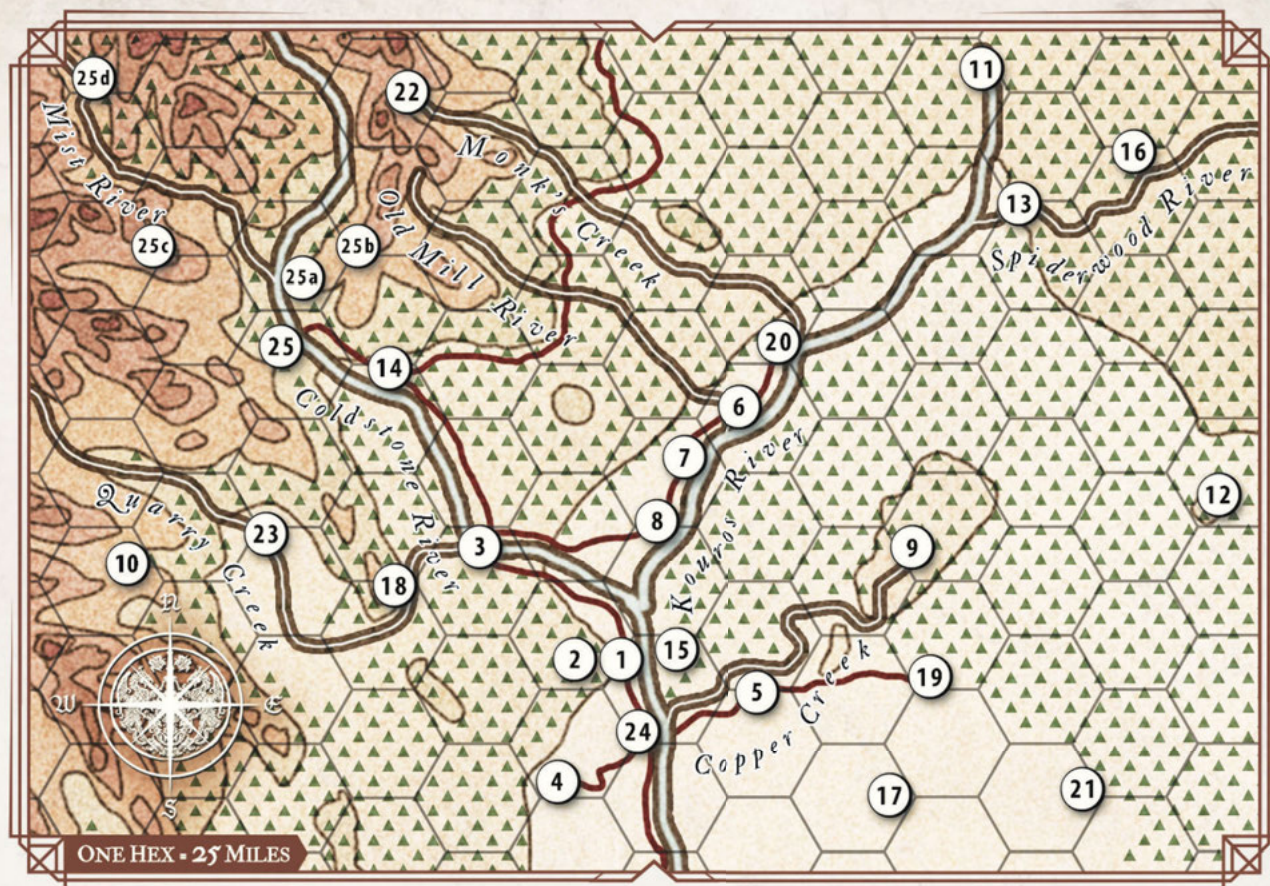 11
25d
22
Mist River
Monk's Creek
16
13
Spiderwood River
25c
25b
Old Mill River
25a
25
14
20
Coldstone River
6
7
Kouros River
8
12
Quarry Creek
23
3
9
10
18
N
W
E
S
2
1
15
5
19
Copper Creek
24
4
17
21
ONE HEX = 25 MILES